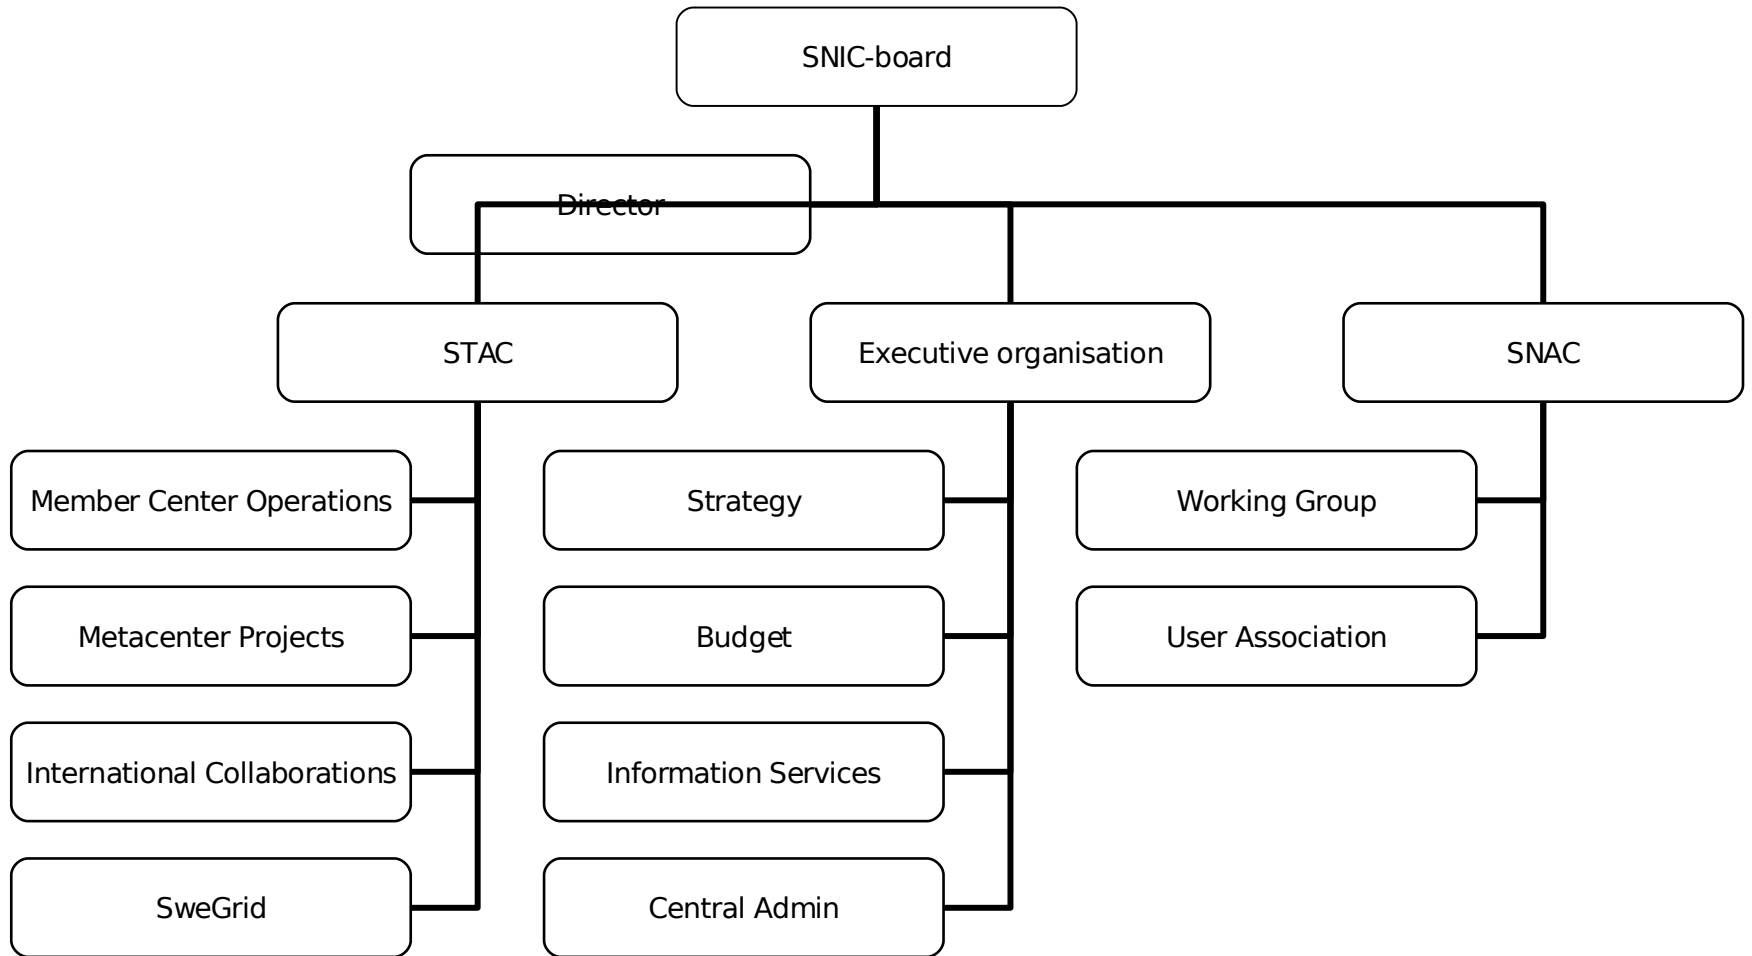 SNIC-board
Director
STAC
Executive organisation
SNAC
Member Center Operations
Strategy
Working Group
Metacenter Projects
Budget
User Association
International Collaborations
Information Services
SweGrid
Central Admin